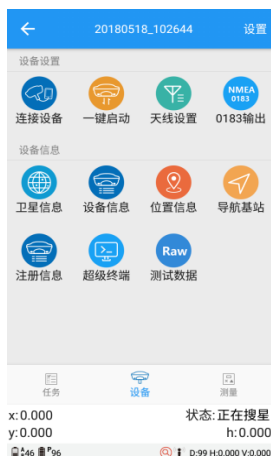 20180518_102644 设置
设备设置
NMEA
0183
连接设备 一键启动 天线设置 0183输出
设备信息
卫星信息 设备信息 位置信息 导航基站
Raw
注册信息 超级终端 测试数据
任务 设备 测量
x:0.000 状态:正在搜星
y:0.000 h:0.000
46 P96 D:99 H:0.000 V:0.000